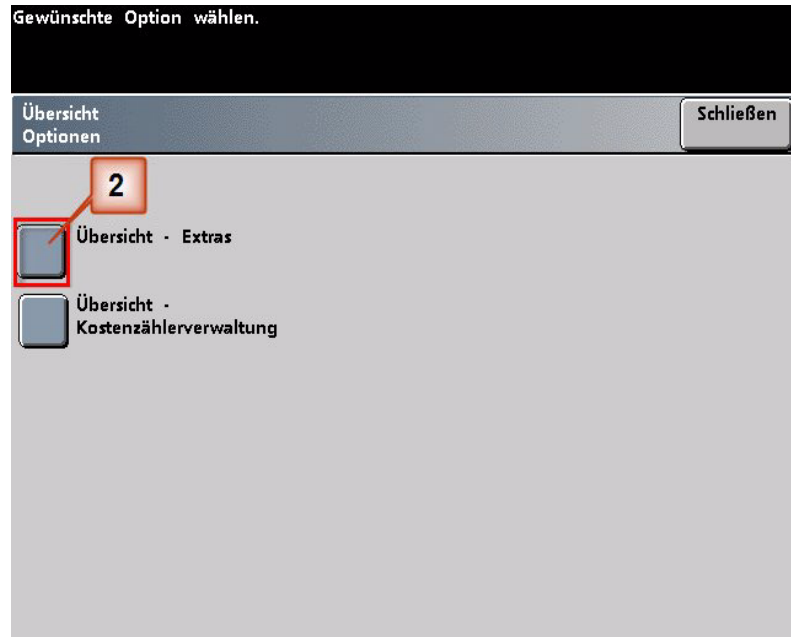 Gewünschte Option wählen.
Übersicht
Optionen
Schließen
2
Übersicht - Extras
Übersicht -
Kostenzählerverwaltung